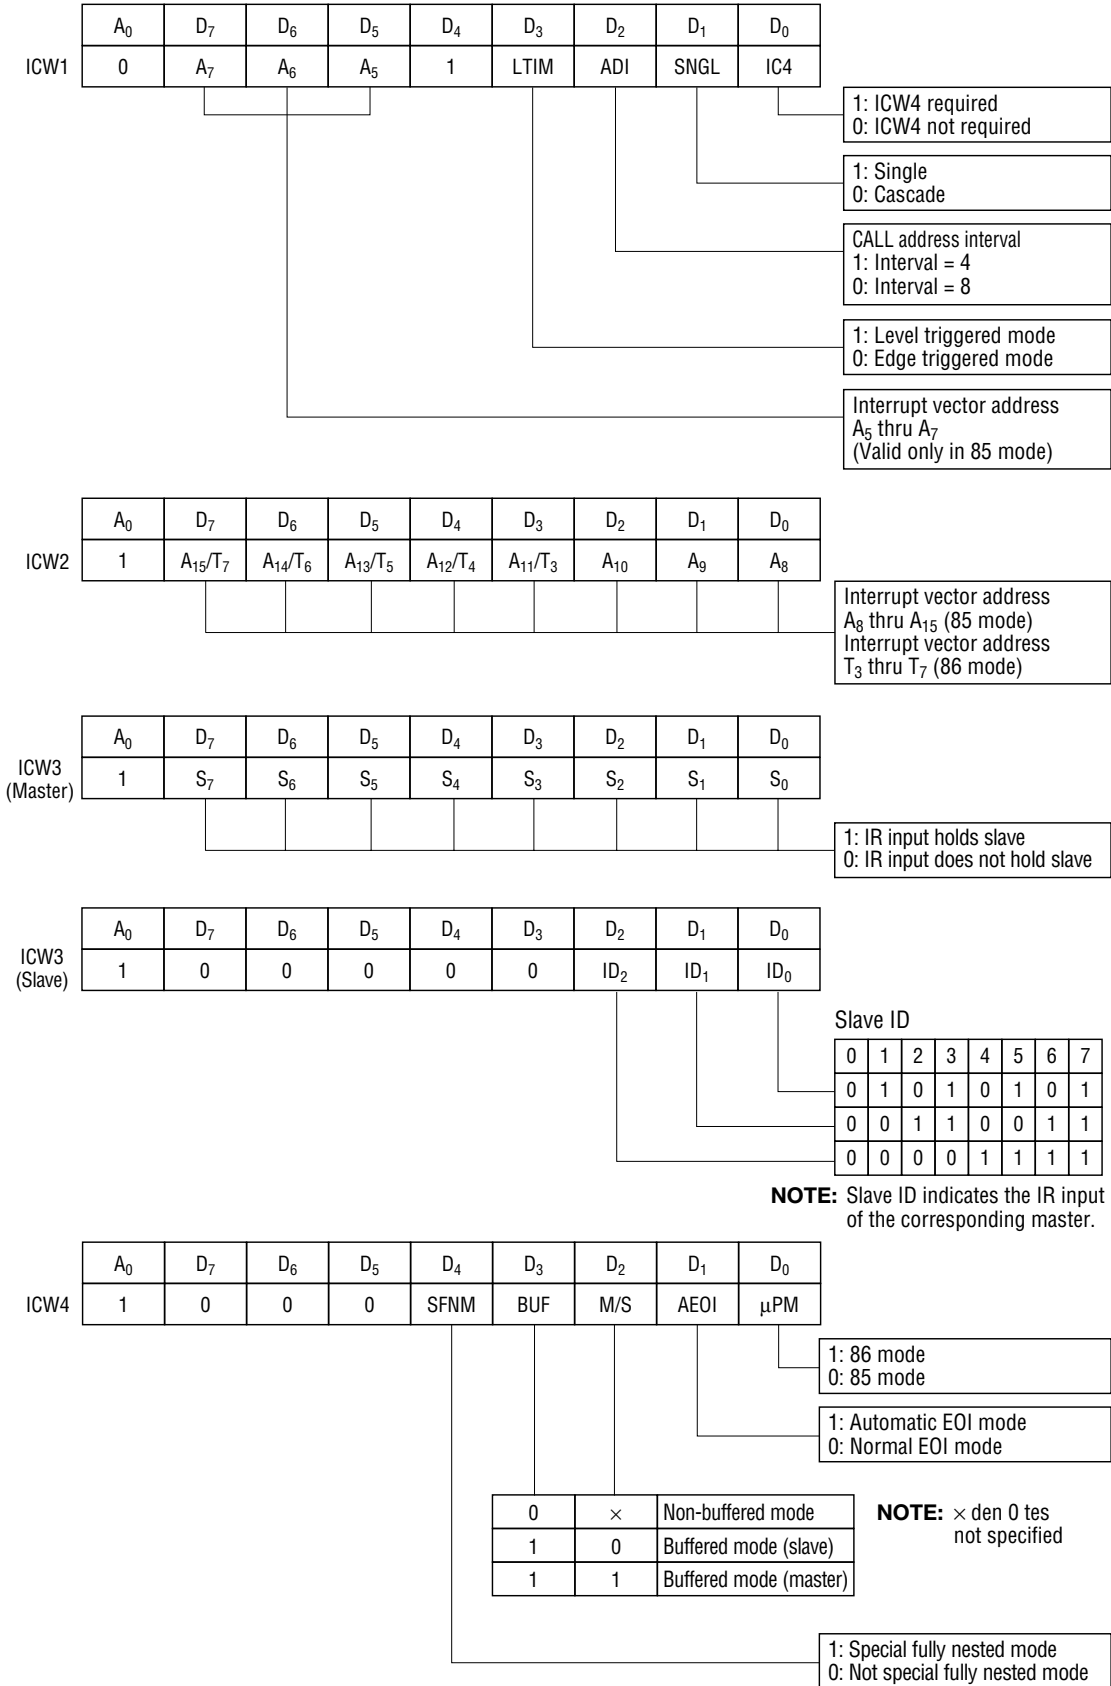 A₀ D₇ D₆ D₅ D₄ D₃ D₂ D₁ D₀
ICW1 0 A₇ A₆ A₅ 1 LTIM ADI SNGL IC4
1: ICW4 required
0: ICW4 not required
1: Single
0: Cascade
CALL address interval
1: Interval = 4
0: Interval = 8
1: Level triggered mode
0: Edge triggered mode
Interrupt vector address
A₅ thru A₇
(Valid only in 85 mode)
A₀ D₇ D₆ D₅ D₄ D₃ D₂ D₁ D₀
ICW2 1 A₁₅/T₇ A₁₄/T₆ A₁₃/T₅ A₁₂/T₄ A₁₁/T₃ A₁₀ A₉ A₈
Interrupt vector address
A₈ thru A₁₅ (85 mode)
Interrupt vector address
T₃ thru T₇ (86 mode)
A₀ D₇ D₆ D₅ D₄ D₃ D₂ D₁ D₀
ICW3
(Master)
1 S₇ S₆ S₅ S₄ S₃ S₂ S₁ S₀
1: IR input holds slave
0: IR input does not hold slave
A₀ D₇ D₆ D₅ D₄ D₃ D₂ D₁ D₀
ICW3
(Slave)
1 0 0 0 0 0 ID₂ ID₁ ID₀
Slave ID
0 1 2 3 4 5 6 7
0 1 0 1 0 1 0 1
0 0 1 1 0 0 1 1
0 0 0 0 1 1 1 1
NOTE: Slave ID indicates the IR input
of the corresponding master.
A₀ D₇ D₆ D₅ D₄ D₃ D₂ D₁ D₀
ICW4 1 0 0 0 SFNM BUF M/S AEOI µPM
1: 86 mode
0: 85 mode
1: Automatic EOI mode
0: Normal EOI mode
0 × Non-buffered mode
1 0 Buffered mode (slave)
1 1 Buffered mode (master)
NOTE: × den 0 tes
not specified
1: Special fully nested mode
0: Not special fully nested mode